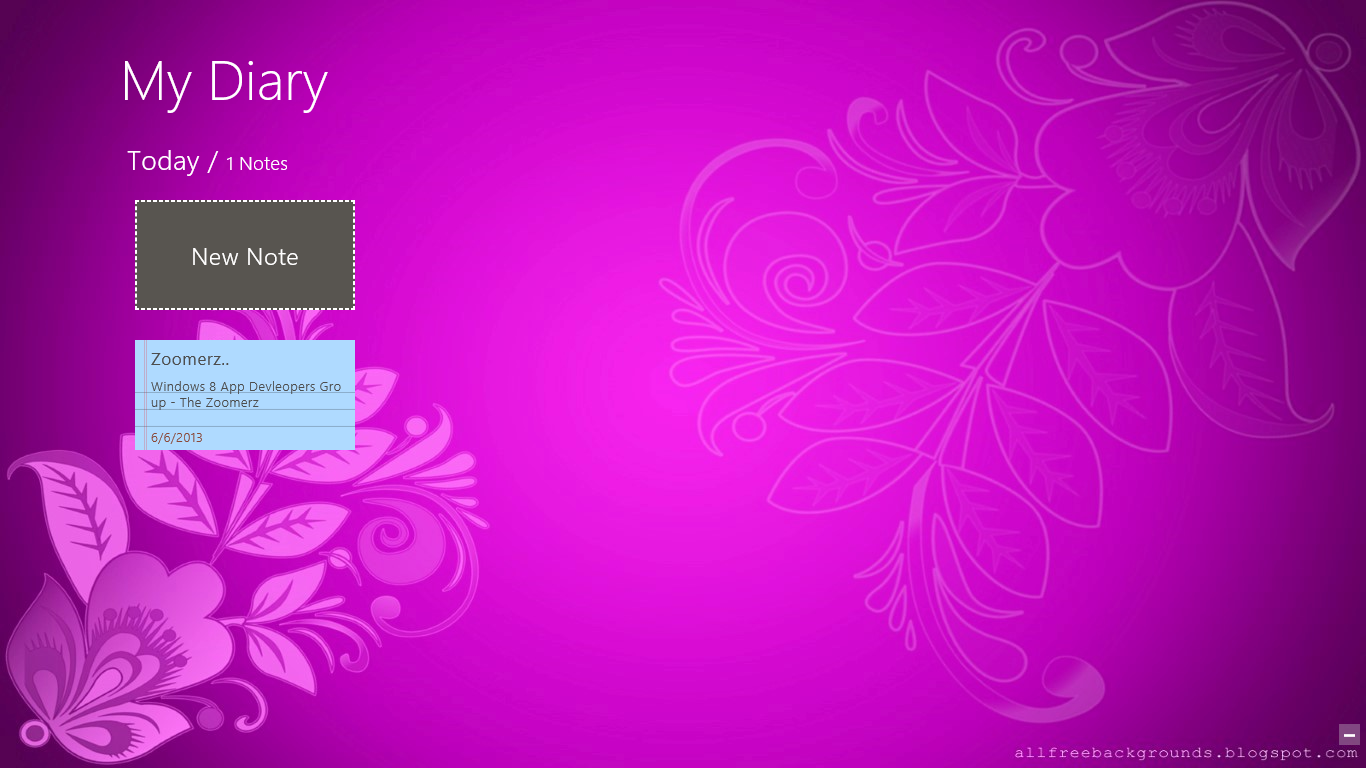 My Diary
Today / 1 Notes
New Note
Zoomerz..
Windows 8 App Devleopers Gro
up - The Zoomerz
6/6/2013
allfreebackgrounds.blogspot.com